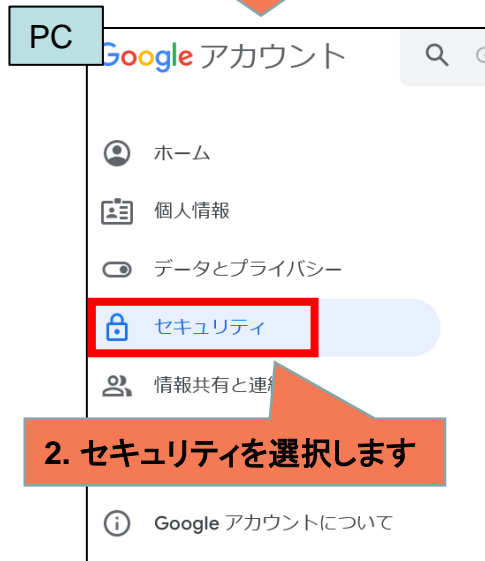 PC
Google アカウント
ホーム
個人情報
データとプライバシー
セキュリティ
情報共有と連
2. セキュリティを選択します
Google アカウントについて